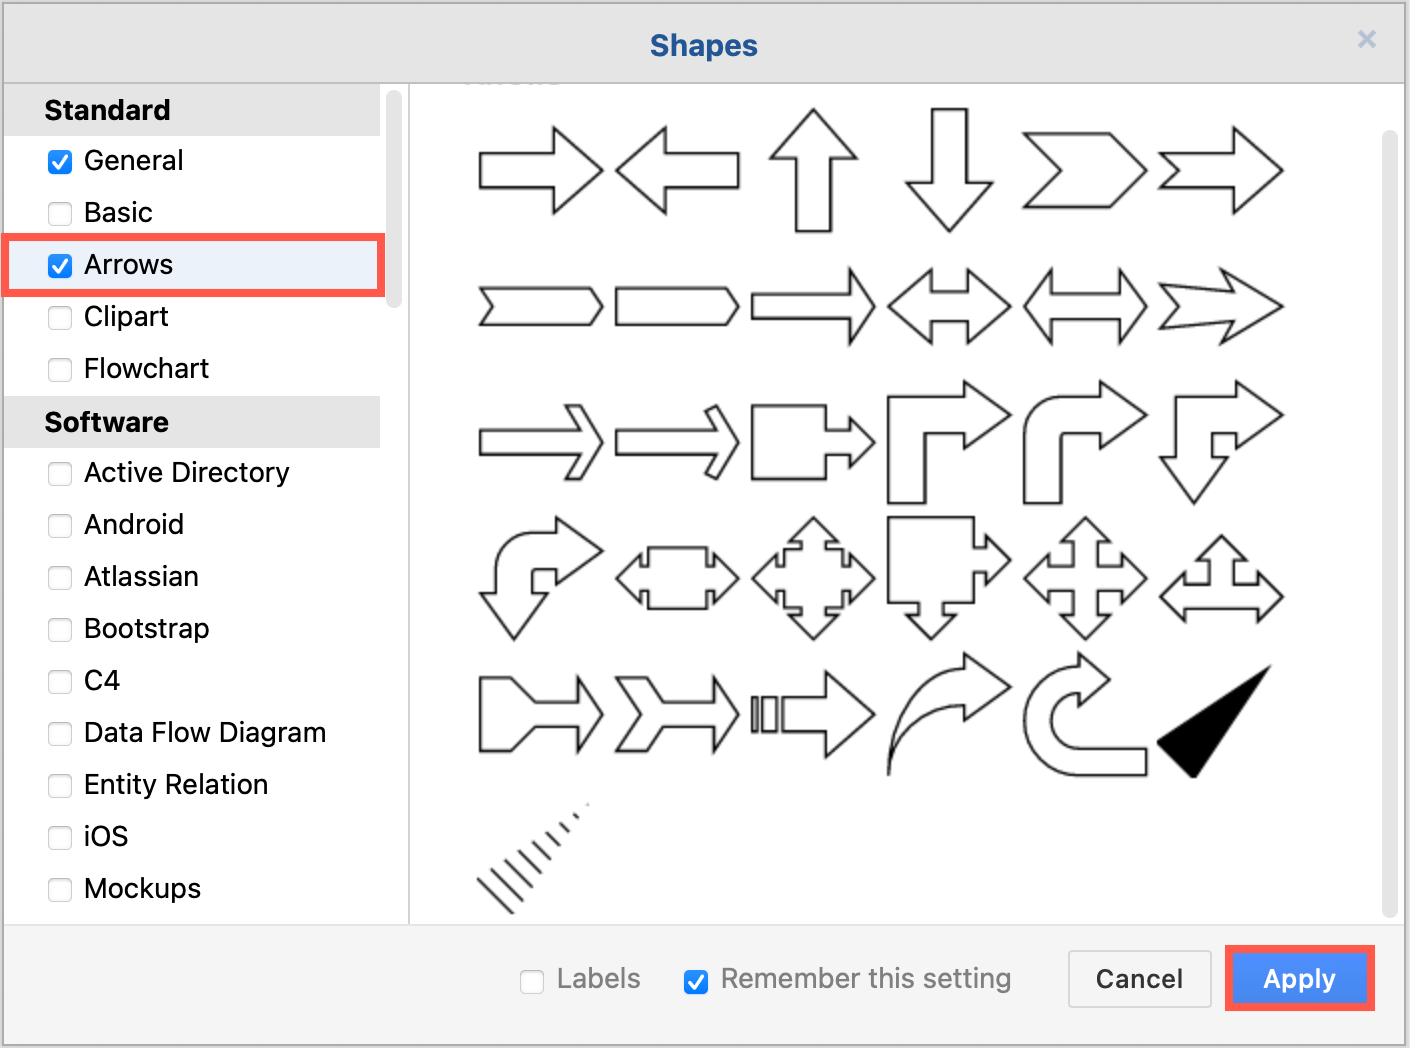 Shapes
Standard
General
Basic
Arrows
Clipart
Flowchart
Software
Active Directory
Android
Atlassian
Bootstrap
C4
Data Flow Diagram
Entity Relation
iOS
Mockups
Labels
Remember this setting
Cancel
Apply